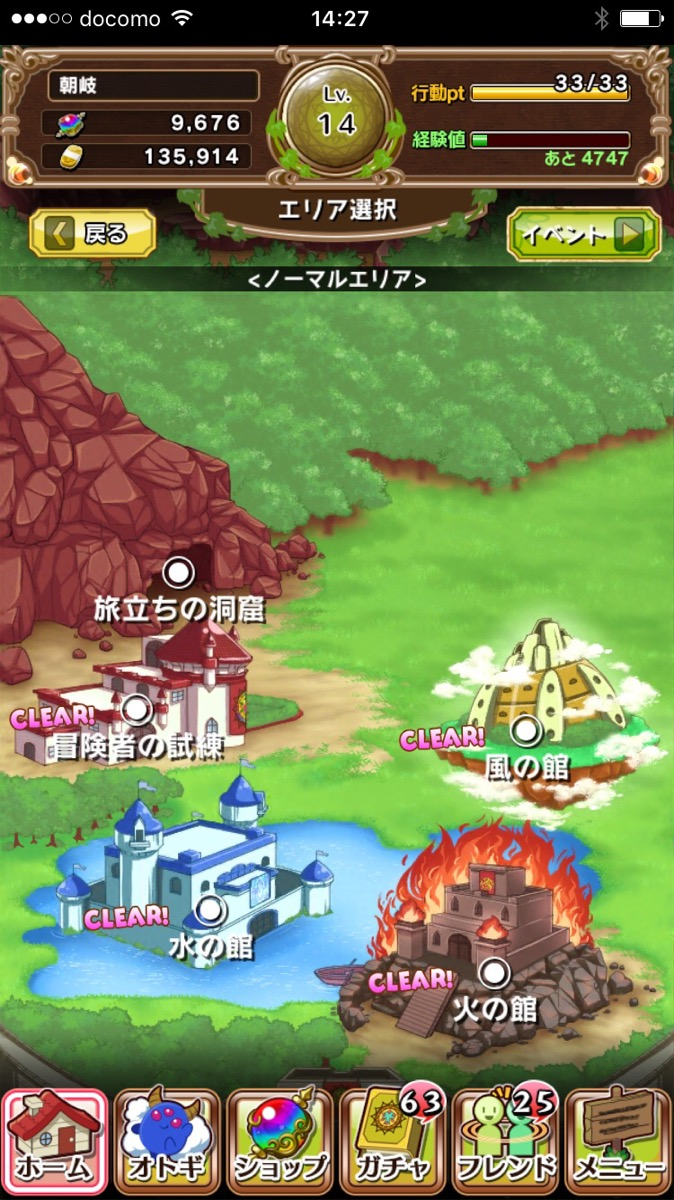 docomo 14:27
朝岐
9,676
135,914
Lv.
14
行動pt 33/33
経験値
あと 4747
エリア選択
戻る
イベント
<ノーマルエリア>
旅立ちの洞窟
CLEAR!
冒険者の試練
CLEAR!
風の館
CLEAR!
水の館
CLEAR!
火の館
63
25
ホーム オトギ ショップ ガチャ フレンド メニュー